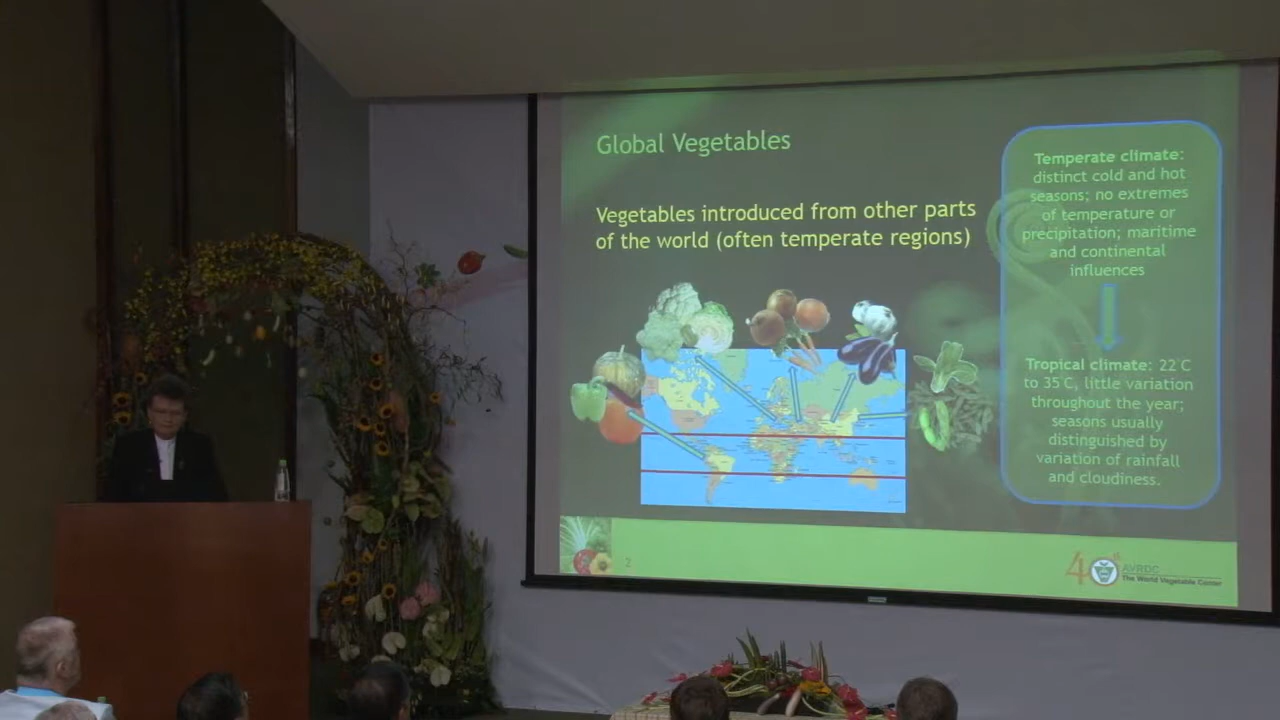 Global Vegetables
Vegetables introduced from other parts
of the world (often temperate regions)
Temperate climate:
distinct cold and hot
seasons; no extremes
of temperature or
precipitation; maritime
and continental
influences
Tropical climate: 22°C
to 35°C, little variation
throughout the year;
seasons usually
distinguished by
variation of rainfall
and cloudiness.
2
40th
AVRDC
The World Vegetable Center